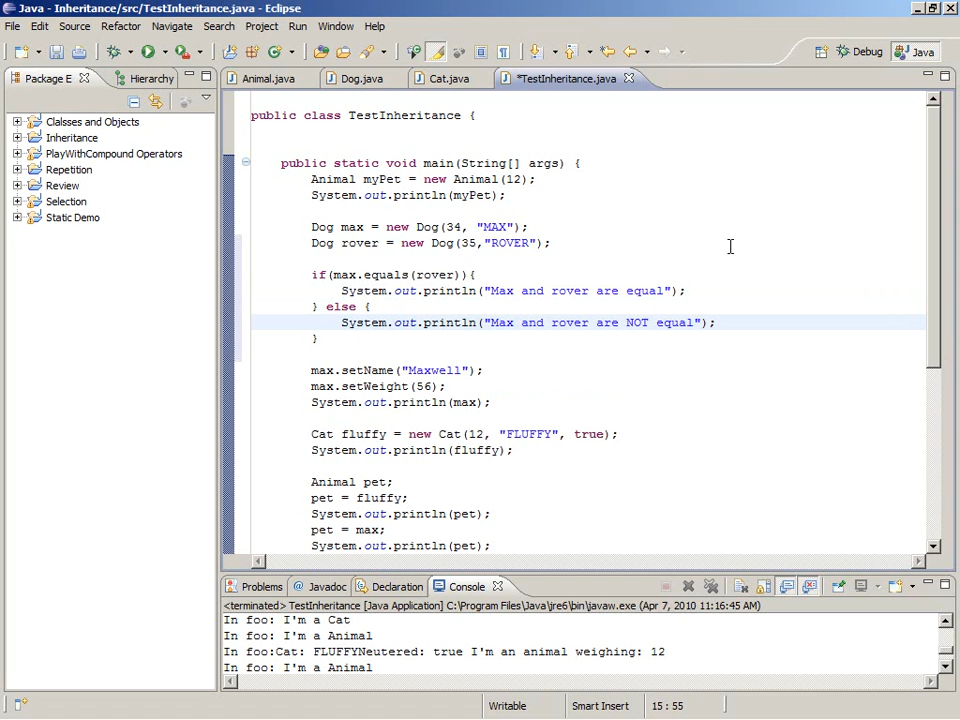 Java - Inheritance/src/TestInheritance.java - Eclipse
File Edit Source Refactor Navigate Search Project Run Window Help
Debug Java
Package E Hierarchy Animal.java Dog.java Cat.java *TestInheritance.java
Clalsses and Objects
Inheritance
PlayWithCompound Operators
Repetition
Review
Selection
Static Demo
public class TestInheritance {
public static void main(String[] args) {
Animal myPet = new Animal(12);
System.out.println(myPet);
Dog max = new Dog(34, "MAX");
Dog rover = new Dog(35,"ROVER");
if(max.equals(rover)){
System.out.println("Max and rover are equal");
} else {
System.out.println("Max and rover are NOT equal");
}
max.setName("Maxwell");
max.setWeight(56);
System.out.println(max);
Cat fluffy = new Cat(12, "FLUFFY", true);
System.out.println(fluffy);
Animal pet;
pet = fluffy;
System.out.println(pet);
pet = max;
System.out.println(pet);
Problems @ Javadoc Declaration Console
<terminated> TestInheritance [Java Application] C:\Program Files\Java\jre6\bin\javaw.exe (Apr 7, 2010 11:16:45 AM)
In foo: I'm a Cat
In foo: I'm a Animal
In foo:Cat: FLUFFYNeutered: true I'm an animal weighing: 12
In foo: I'm a Animal
Writable Smart Insert 15 : 55